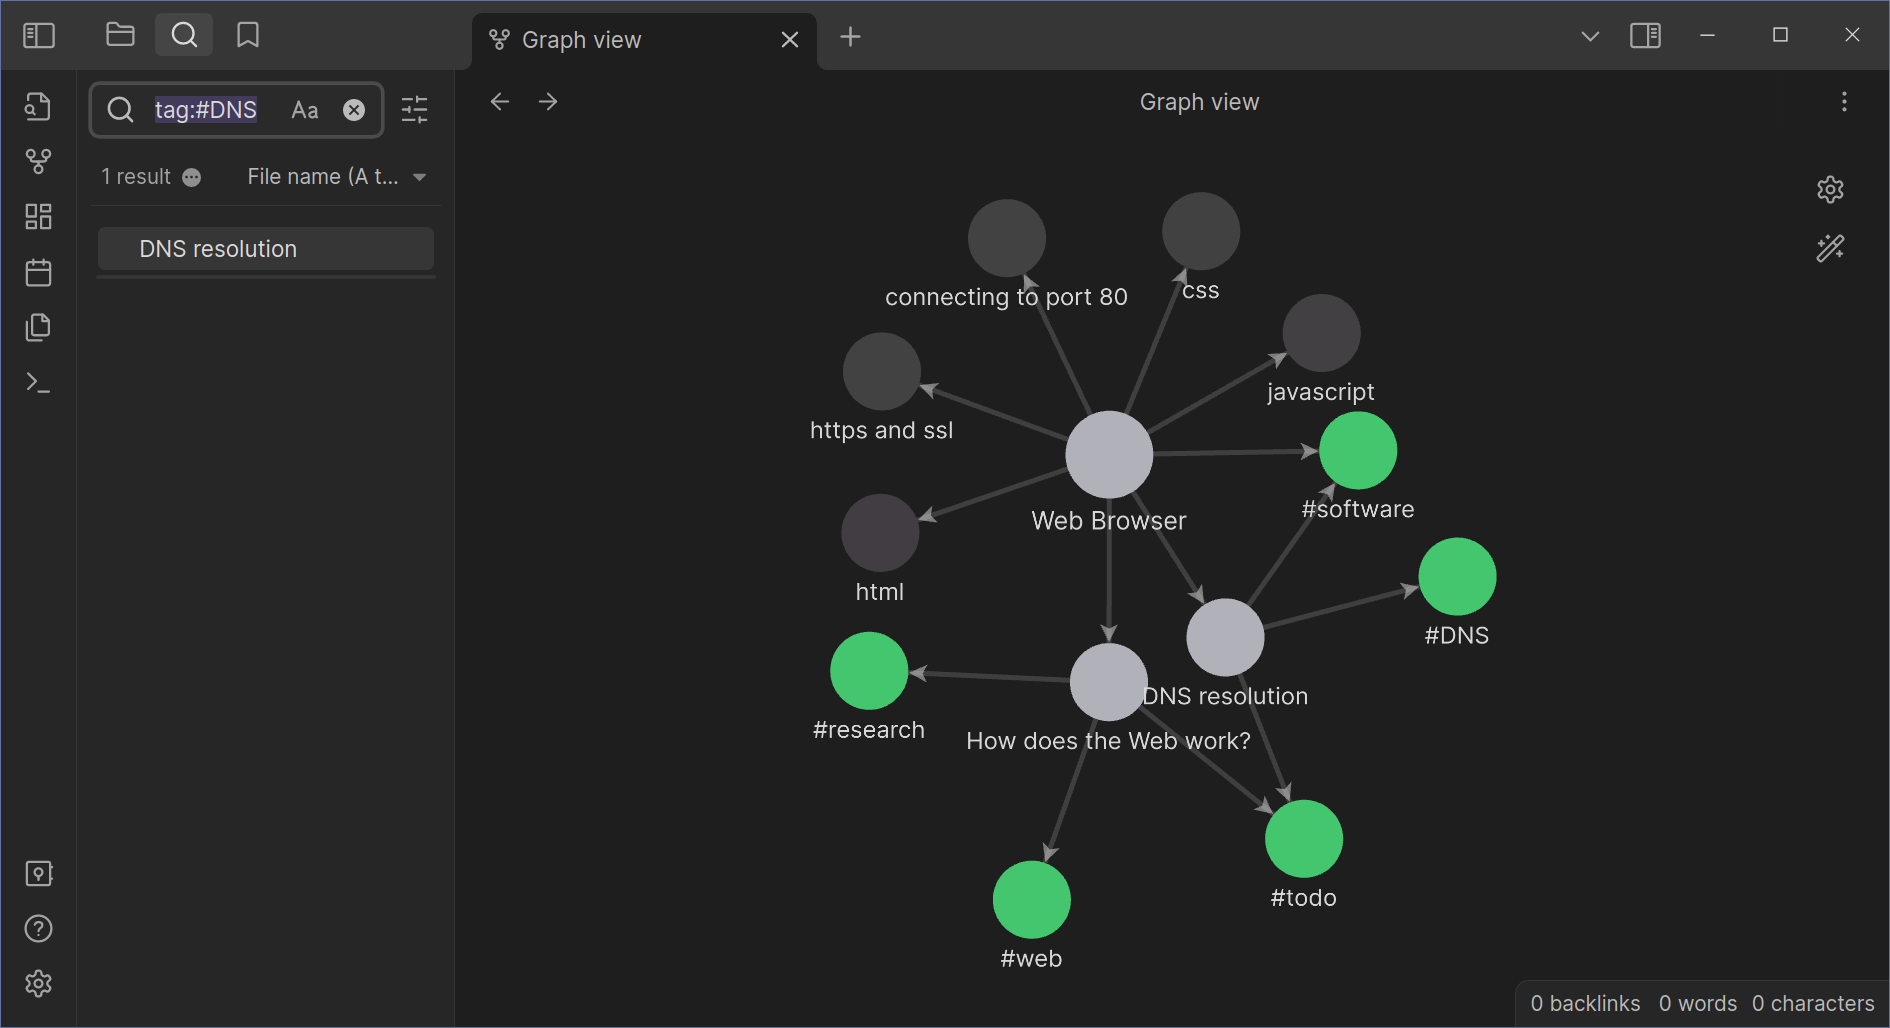 Graph view
tag:#DNS Aa
Graph view
1 result File name (A t...
DNS resolution
connecting to port 80
css
javascript
https and ssl
#software
Web Browser
html
#DNS
DNS resolution
#research
How does the Web work?
#todo
#web
0 backlinks 0 words 0 characters